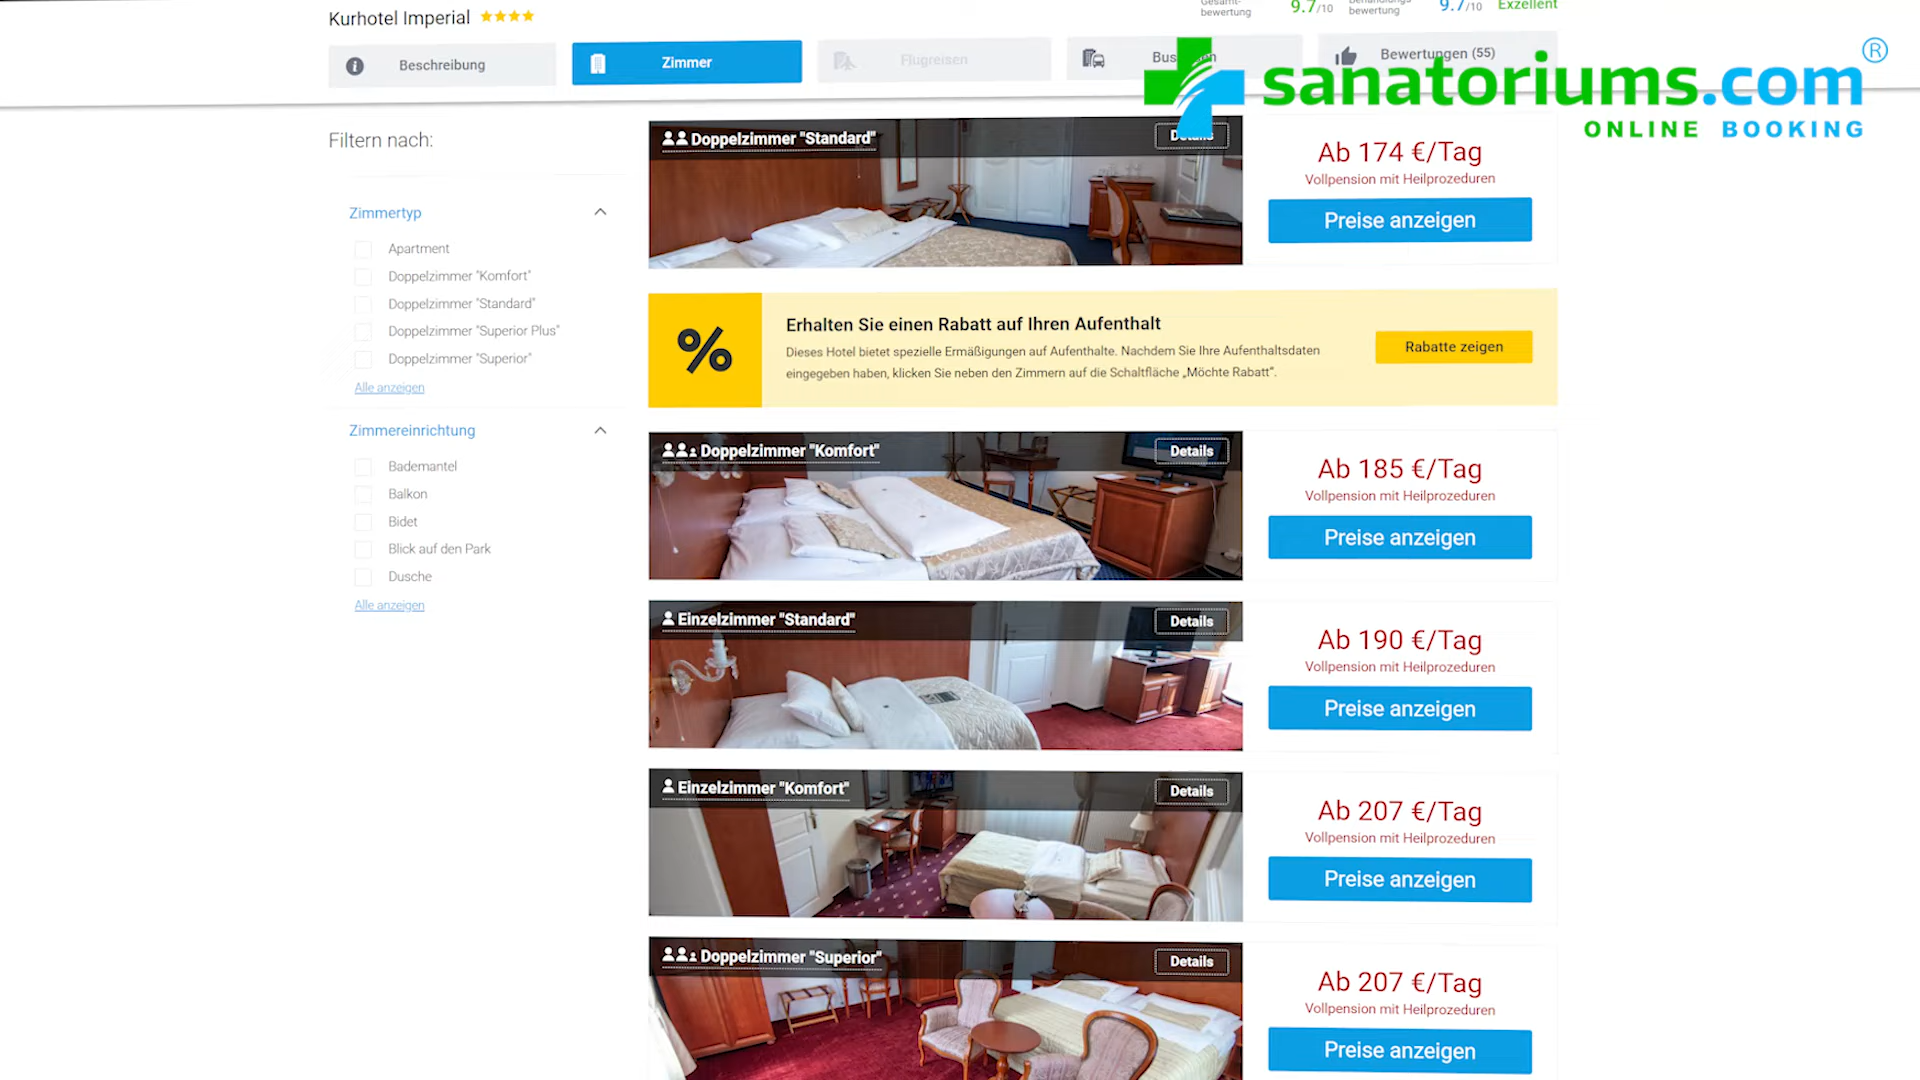 Kurhotel Imperial
Gesamt-
bewertung
9.7/10
Behandlungs-
bewertung
9.7/10
Exzellent
Beschreibung
Zimmer
Flugreisen
Bewertungen (55)
sanatoriums.com ®
ONLINE BOOKING
Filtern nach:
Zimmertyp
Apartment
Doppelzimmer "Komfort"
Doppelzimmer "Standard"
Doppelzimmer "Superior Plus"
Doppelzimmer "Superior"
Alle anzeigen
Zimmereinrichtung
Bademantel
Balkon
Bidet
Blick auf den Park
Dusche
Alle anzeigen
Doppelzimmer "Standard"
Details
Ab 174 €/Tag
Vollpension mit Heilprozeduren
Preise anzeigen
%
Erhalten Sie einen Rabatt auf Ihren Aufenthalt
Dieses Hotel bietet spezielle Ermäßigungen auf Aufenthalte. Nachdem Sie Ihre Aufenthaltsdaten
eingegeben haben, klicken Sie neben den Zimmern auf die Schaltfläche „Möchte Rabatt“.
Rabatte zeigen
Doppelzimmer "Komfort"
Details
Ab 185 €/Tag
Vollpension mit Heilprozeduren
Preise anzeigen
Einzelzimmer "Standard"
Details
Ab 190 €/Tag
Vollpension mit Heilprozeduren
Preise anzeigen
Einzelzimmer "Komfort"
Details
Ab 207 €/Tag
Vollpension mit Heilprozeduren
Preise anzeigen
Doppelzimmer "Superior"
Details
Ab 207 €/Tag
Vollpension mit Heilprozeduren
Preise anzeigen